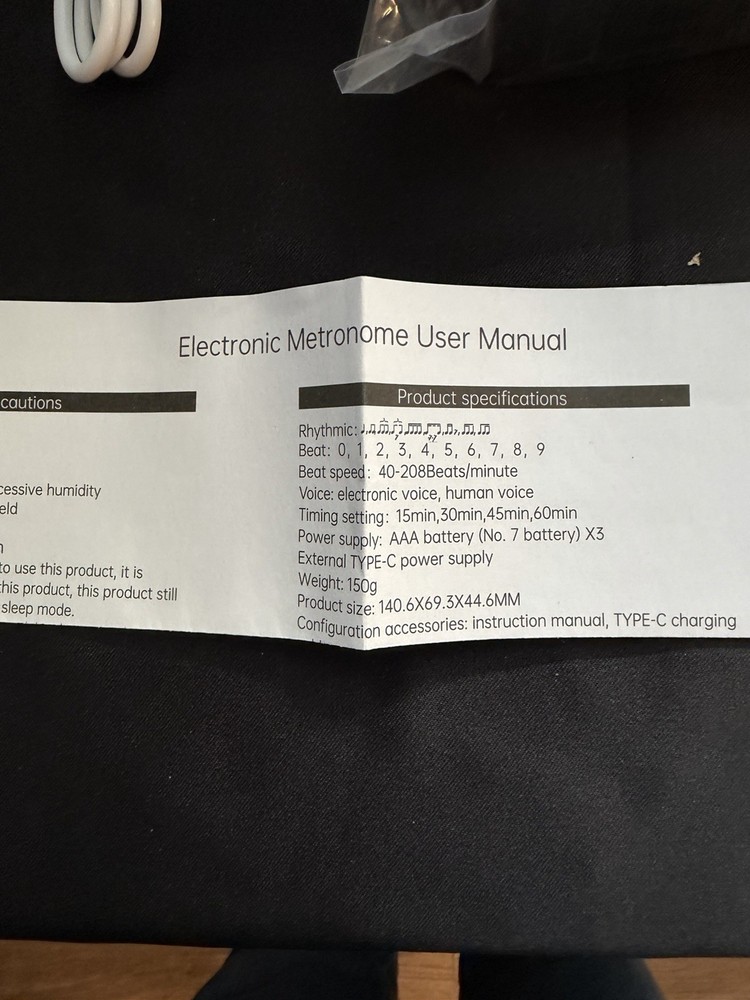 Electronic Metronome User Manual
cautions
cessive humidity
eld
to use this product, it is
this product, this product still
sleep mode.
Product specifications
Rhythmic:
Beat: 0, 1, 2, 3, 4, 5, 6, 7, 8, 9
Beat speed: 40-208Beats/minute
Voice: electronic voice, human voice
Timing setting: 15min,30min,45min,60min
Power supply: AAA battery (No. 7 battery) X3
External TYPE-C power supply
Weight: 150g
Product size: 140.6X69.3X44.6MM
Configuration accessories: instruction manual, TYPE-C charging